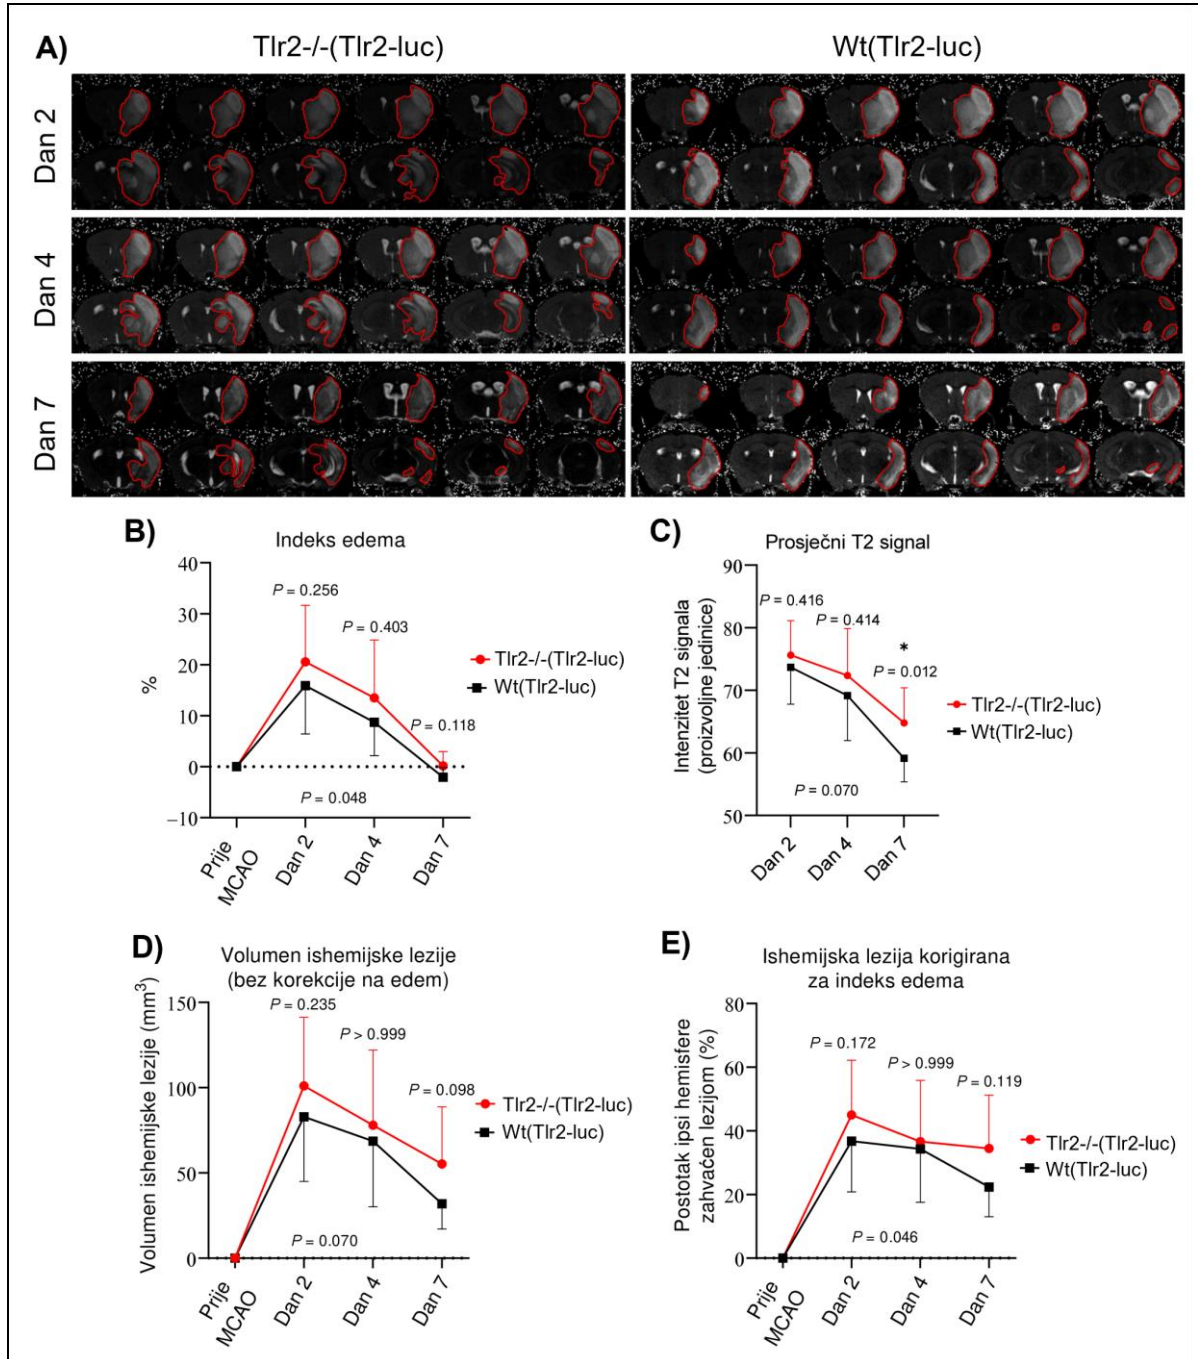 A)
Tlr2-/-(Tlr2-luc)
Wt(Tlr2-luc)
Dan 2
Dan 4
Dan 7
B)
Indeks edema
40
30
20
10
0
−10
%
P = 0.256
P = 0.403
P = 0.118
P = 0.048
Prije
MCAO
Dan 2
Dan 4
Dan 7
Tlr2-/-(Tlr2-luc)
Wt(Tlr2-luc)
C)
Prosječni T2 signal
Intenzitet T2 signala
(proizvoljne jedinice)
90
80
70
60
50
P = 0.416
P = 0.414
*
P = 0.012
P = 0.070
Dan 2
Dan 4
Dan 7
Tlr2-/-(Tlr2-luc)
Wt(Tlr2-luc)
D)
Volumen ishemijske lezije
(bez korekcije na edem)
Volumen ishemijske lezije (mm³)
150
100
50
0
P = 0.235
P > 0.999
P = 0.098
P = 0.070
Prije
MCAO
Dan 2
Dan 4
Dan 7
Tlr2-/-(Tlr2-luc)
Wt(Tlr2-luc)
E)
Ishemijska lezija korigirana
za indeks edema
Postotak ipsi hemisfere
zahvaćen lezijom (%)
80
60
40
20
0
P = 0.172
P > 0.999
P = 0.119
P = 0.046
Prije
MCAO
Dan 2
Dan 4
Dan 7
Tlr2-/-(Tlr2-luc)
Wt(Tlr2-luc)